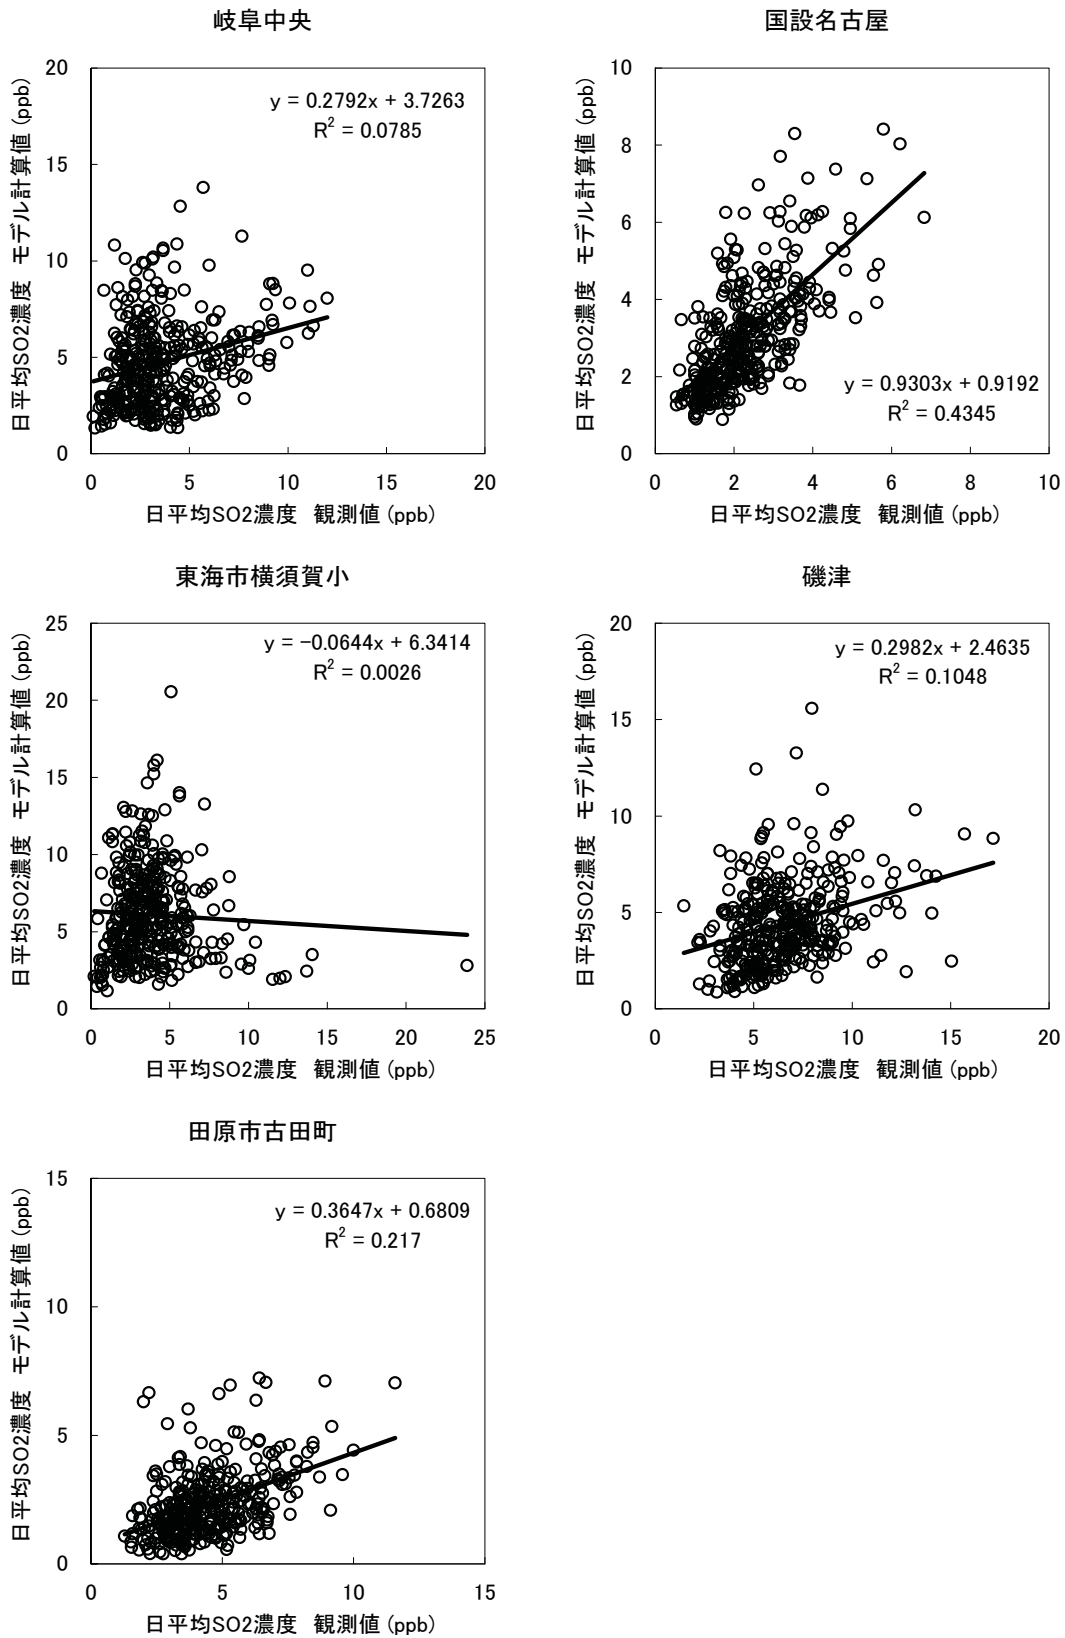 岐阜中央
20
15
10
5
0
0 5 10 15 20
日平均SO2濃度 モデル計算値 (ppb)
日平均SO2濃度 観測値 (ppb)
y = 0.2792x + 3.7263
R² = 0.0785
国設名古屋
10
8
6
4
2
0
0 2 4 6 8 10
日平均SO2濃度 モデル計算値 (ppb)
日平均SO2濃度 観測値 (ppb)
y = 0.9303x + 0.9192
R² = 0.4345
東海市横須賀小
25
20
15
10
5
0
0 5 10 15 20 25
日平均SO2濃度 モデル計算値 (ppb)
日平均SO2濃度 観測値 (ppb)
y = −0.0644x + 6.3414
R² = 0.0026
磯津
20
15
10
5
0
0 5 10 15 20
日平均SO2濃度 モデル計算値 (ppb)
日平均SO2濃度 観測値 (ppb)
y = 0.2982x + 2.4635
R² = 0.1048
田原市古田町
15
10
5
0
0 5 10 15
日平均SO2濃度 モデル計算値 (ppb)
日平均SO2濃度 観測値 (ppb)
y = 0.3647x + 0.6809
R² = 0.217